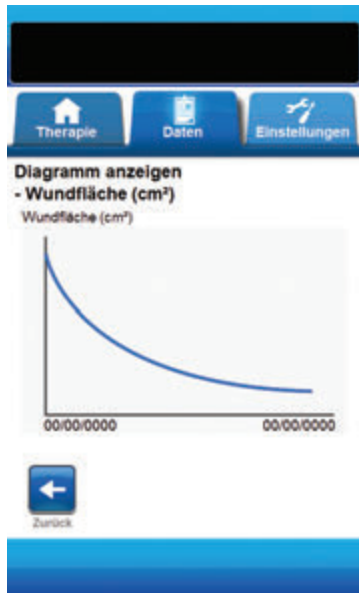 Therapie Daten Einstellungen
Diagramm anzeigen
- Wundfläche (cm²)
Wundfläche (cm²)
00/00/0000 00/00/0000
Zurück